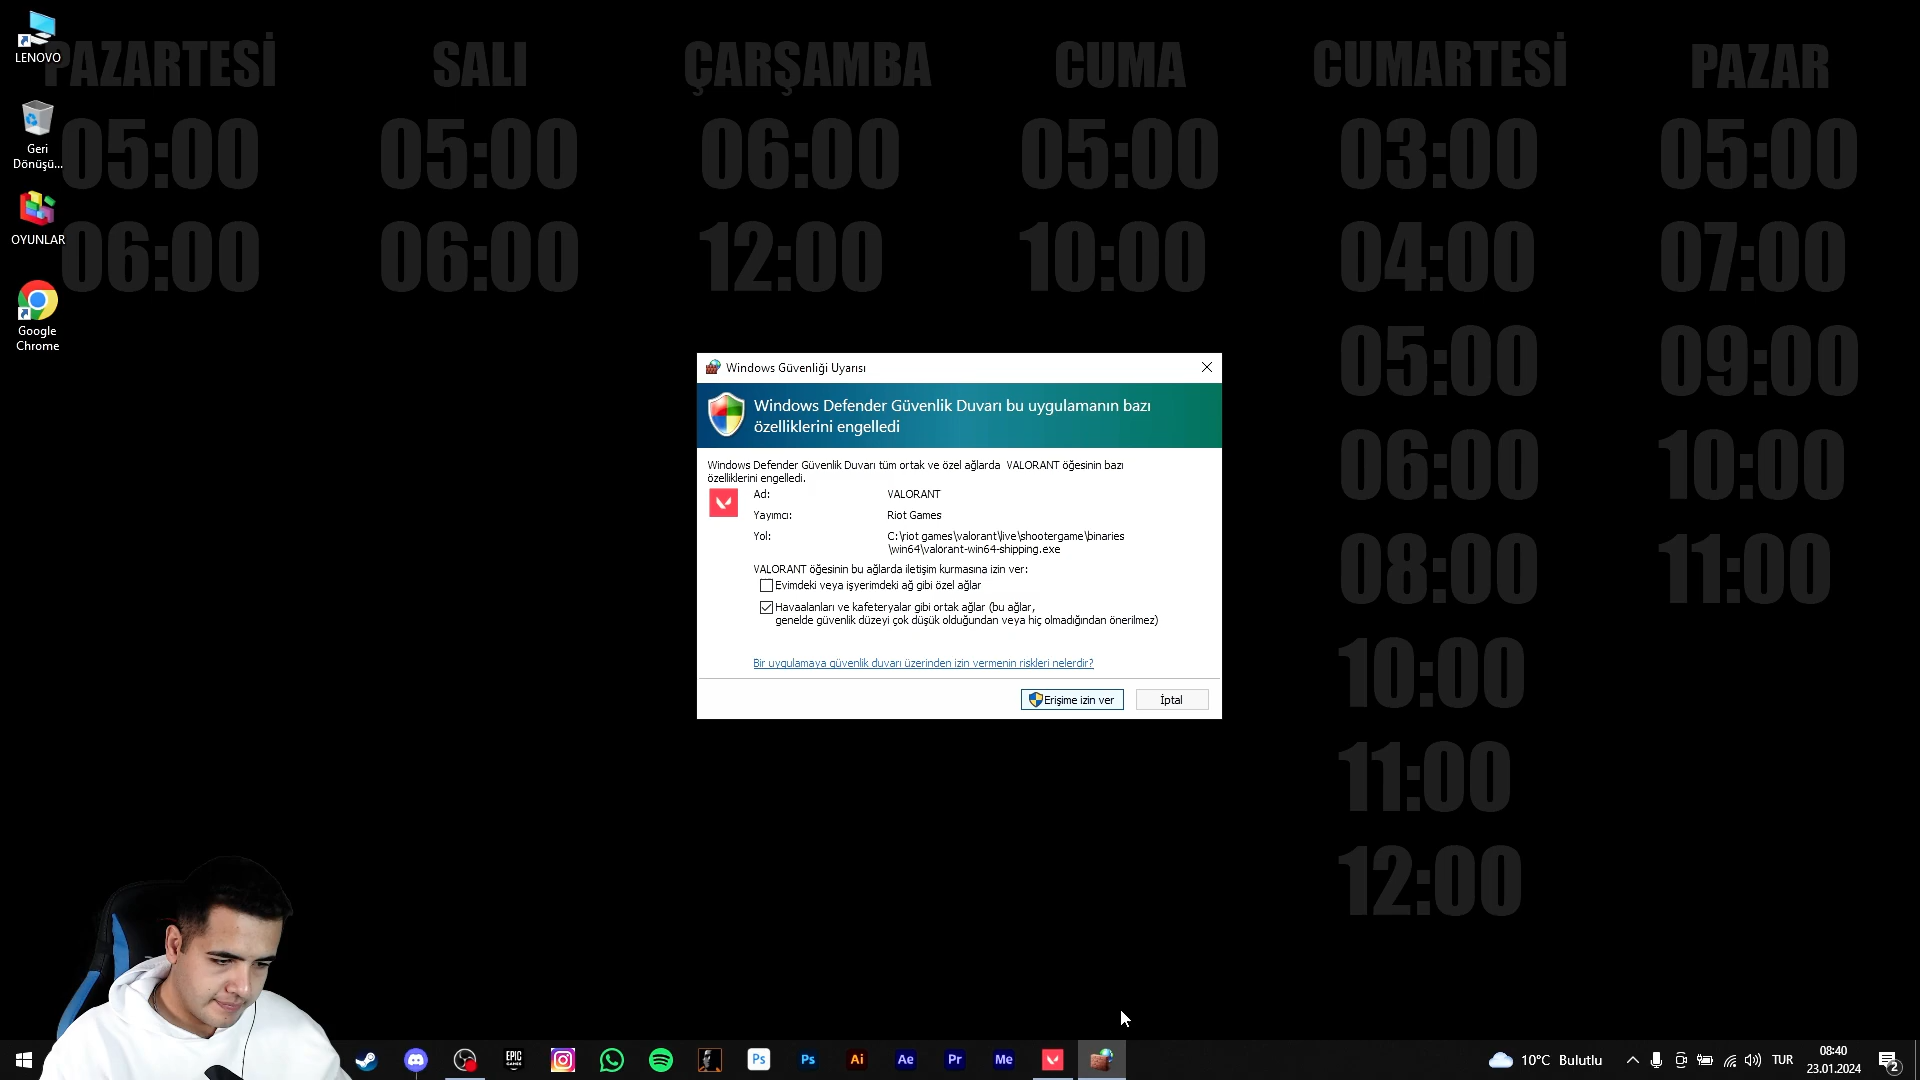 LENOVO
Geri
Dönüşü...
OYUNLAR
Google
Chrome
PAZARTESİ
05:00
06:00
SALI
05:00
06:00
ÇARŞAMBA
06:00
12:00
CUMA
05:00
10:00
CUMARTESİ
03:00
04:00
05:00
06:00
08:00
10:00
11:00
12:00
PAZAR
05:00
07:00
09:00
10:00
11:00
Windows Güvenliği Uyarısı
Windows Defender Güvenlik Duvarı bu uygulamanın bazı
özelliklerini engelledi
Windows Defender Güvenlik Duvarı tüm ortak ve özel ağlarda VALORANT öğesinin bazı
özelliklerini engelledi.
Ad: VALORANT
Yayımcı: Riot Games
Yol: C:\riot games\valorant\live\shootergame\binaries
\win64\valorant-win64-shipping.exe
VALORANT öğesinin bu ağlarda iletişim kurmasına izin ver:
Evimdeki veya işyerimdeki ağ gibi özel ağlar
Havaalanları ve kafeteryalar gibi ortak ağlar (bu ağlar,
genelde güvenlik düzeyi çok düşük olduğundan veya hiç olmadığından önerilmez)
Bir uygulamaya güvenlik duvarı üzerinden izin vermenin riskleri nelerdir?
Erişime izin ver
İptal
EPIC
GAMES
Ps
Ps
Ai
Ae
Pr
Me
10°C Bulutlu
TUR
08:40
23.01.2024
2